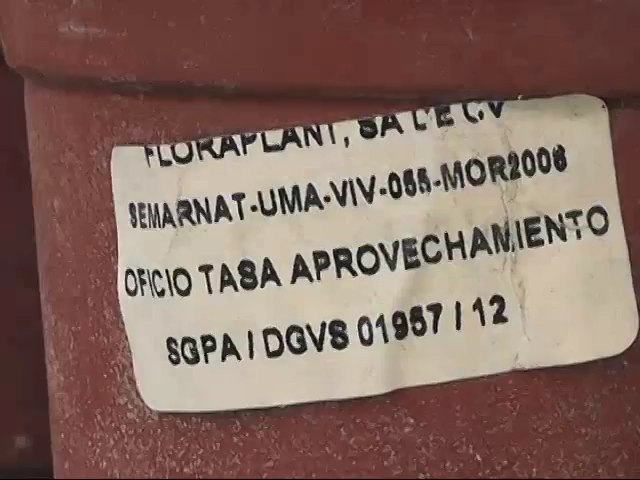 FLORAPLANT, SA DE CV
SEMARNAT-UMA-VIV-055-MOR2006
OFICIO TASA APROVECHAMIENTO
SGPA / DGVS 01957 / 12